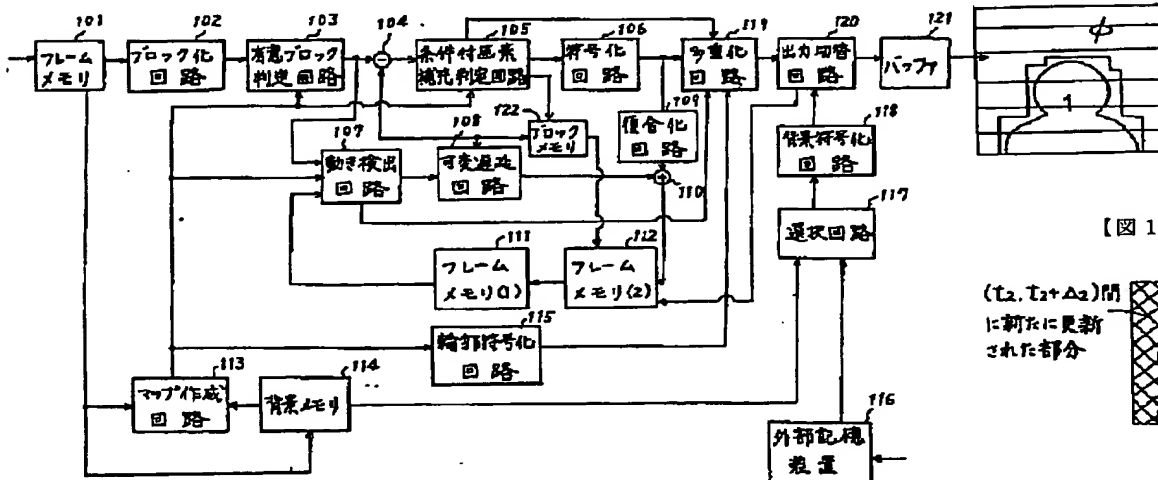 101
フレーム
メモリ
102
ブロック化
回路
103
有意ブロック
判定回路
104
105
条件付画素
補充判定回路
106
符号化
回路
119
多重化
回路
120
出力切替
回路
121
バッファ
φ
1
122
ブロック
メモリ
109
復合化
回路
110
107
動き検出
回路
108
可変遅延
回路
118
背景符号化
回路
117
選択回路
111
フレーム
メモリ(1)
112
フレーム
メモリ(2)
【図1
(t2, t2+Δ2)間
に新たに更新
された部分
115
輪郭符号化
回路
113
マップ作成
回路
114
背景メモリ
116
外部記憶
装置